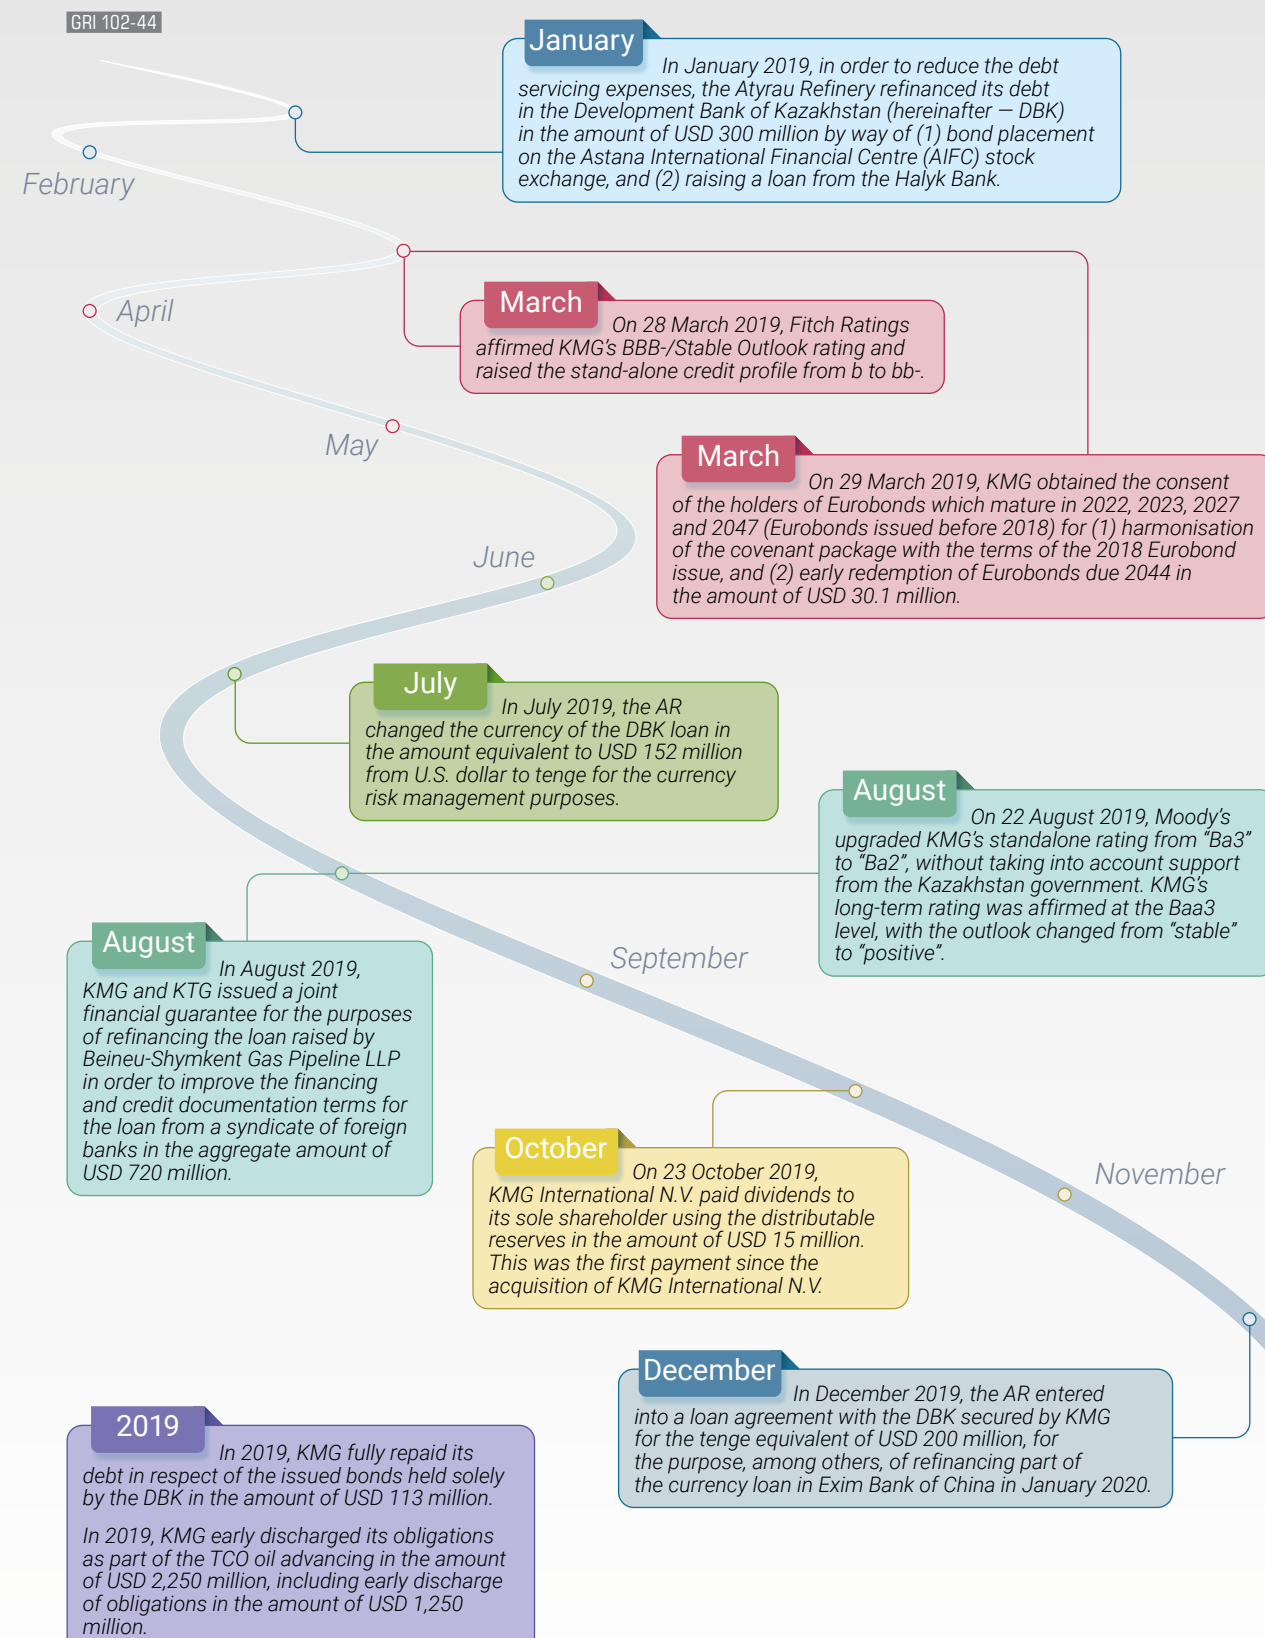 GRI 102-44
January
In January 2019, in order to reduce the debt
servicing expenses, the Atyrau Refinery refinanced its debt
in the Development Bank of Kazakhstan (hereinafter — DBK)
in the amount of USD 300 million by way of (1) bond placement
on the Astana International Financial Centre (AIFC) stock
exchange, and (2) raising a loan from the Halyk Bank.
February
March
On 28 March 2019, Fitch Ratings
affirmed KMG's BBB-/Stable Outlook rating and
raised the stand-alone credit profile from b to bb-.
April
May
March
On 29 March 2019, KMG obtained the consent
of the holders of Eurobonds which mature in 2022, 2023, 2027
and 2047 (Eurobonds issued before 2018) for (1) harmonisation
of the covenant package with the terms of the 2018 Eurobond
issue, and (2) early redemption of Eurobonds due 2044 in
the amount of USD 30.1 million.
June
July
In July 2019, the AR
changed the currency of the DBK loan in
the amount equivalent to USD 152 million
from U.S. dollar to tenge for the currency
risk management purposes.
August
On 22 August 2019, Moody's
upgraded KMG's standalone rating from “Ba3”
to “Ba2”, without taking into account support
from the Kazakhstan government. KMG's
long-term rating was affirmed at the Baa3
level, with the outlook changed from “stable”
to “positive”.
August
In August 2019,
KMG and KTG issued a joint
financial guarantee for the purposes
of refinancing the loan raised by
Beineu-Shymkent Gas Pipeline LLP
in order to improve the financing
and credit documentation terms for
the loan from a syndicate of foreign
banks in the aggregate amount of
USD 720 million.
September
October
On 23 October 2019,
KMG International N.V. paid dividends to
its sole shareholder using the distributable
reserves in the amount of USD 15 million.
This was the first payment since the
acquisition of KMG International N.V.
November
December
In December 2019, the AR entered
into a loan agreement with the DBK secured by KMG
for the tenge equivalent of USD 200 million, for
the purpose, among others, of refinancing part of
the currency loan in Exim Bank of China in January 2020.
2019
In 2019, KMG fully repaid its
debt in respect of the issued bonds held solely
by the DBK in the amount of USD 113 million.
In 2019, KMG early discharged its obligations
as part of the TCO oil advancing in the amount
of USD 2,250 million, including early discharge
of obligations in the amount of USD 1,250
million.